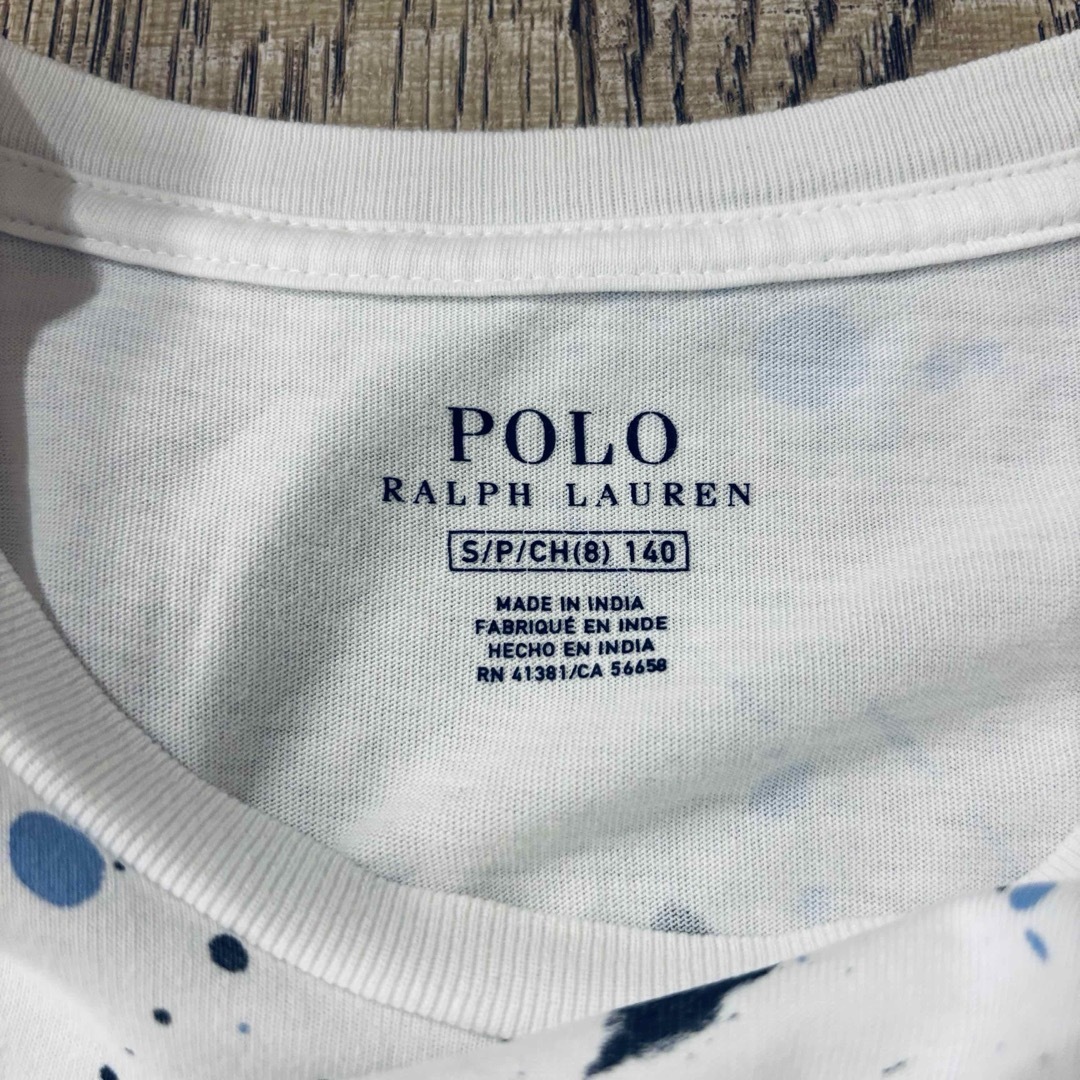 POLO
RALPH LAUREN
S/P/CH(8) 140
MADE IN INDIA
FABRIQUÉ EN INDE
HECHO EN INDIA
RN 41381/CA 56658